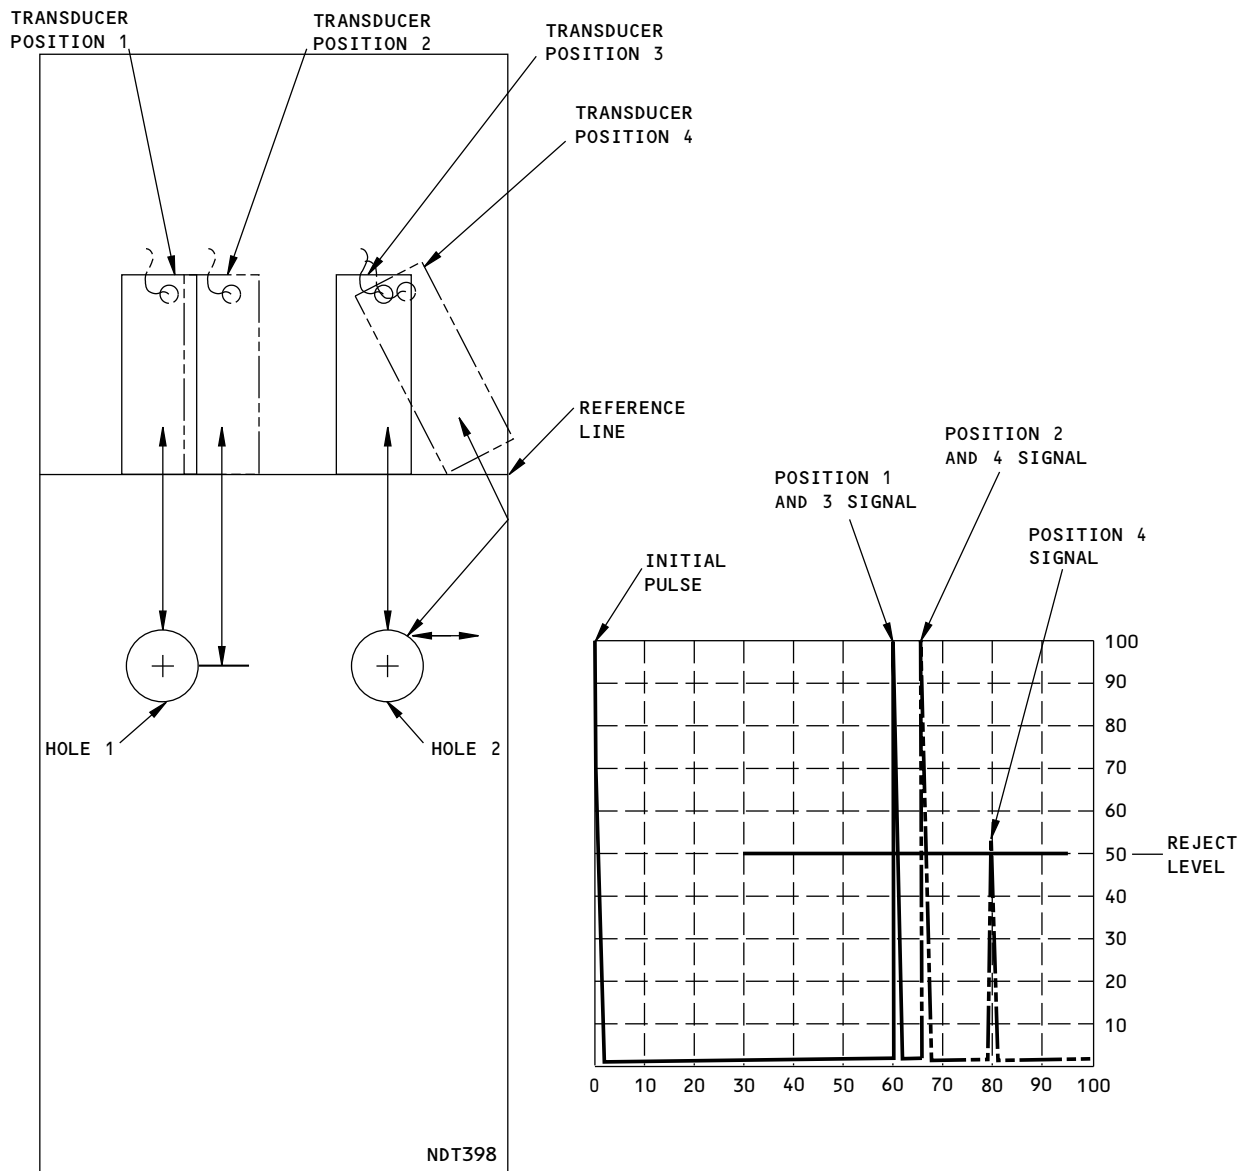 TRANSDUCER
POSITION 1
TRANSDUCER
POSITION 2
TRANSDUCER
POSITION 3
TRANSDUCER
POSITION 4
REFERENCE
LINE
HOLE 1
HOLE 2
NDT398
POSITION 2
AND 4 SIGNAL
POSITION 1
AND 3 SIGNAL
POSITION 4
SIGNAL
INITIAL
PULSE
100
90
80
70
60
50
40
30
20
10
REJECT
LEVEL
0 10 20 30 40 50 60 70 80 90 100